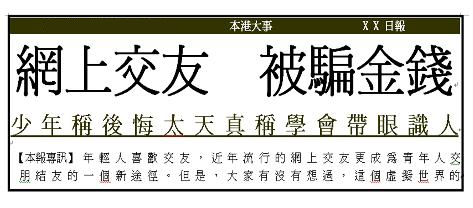 本港大事 X X 日報
網上交友 被騙金錢
少年稱後悔太天真稱學會帶眼識人
【本報專訊】年輕人喜歡交友，近年流行的網上交友更成為青年人交
朋結友的一個新途徑。但是，大家有沒有想過，這個虛擬世界的